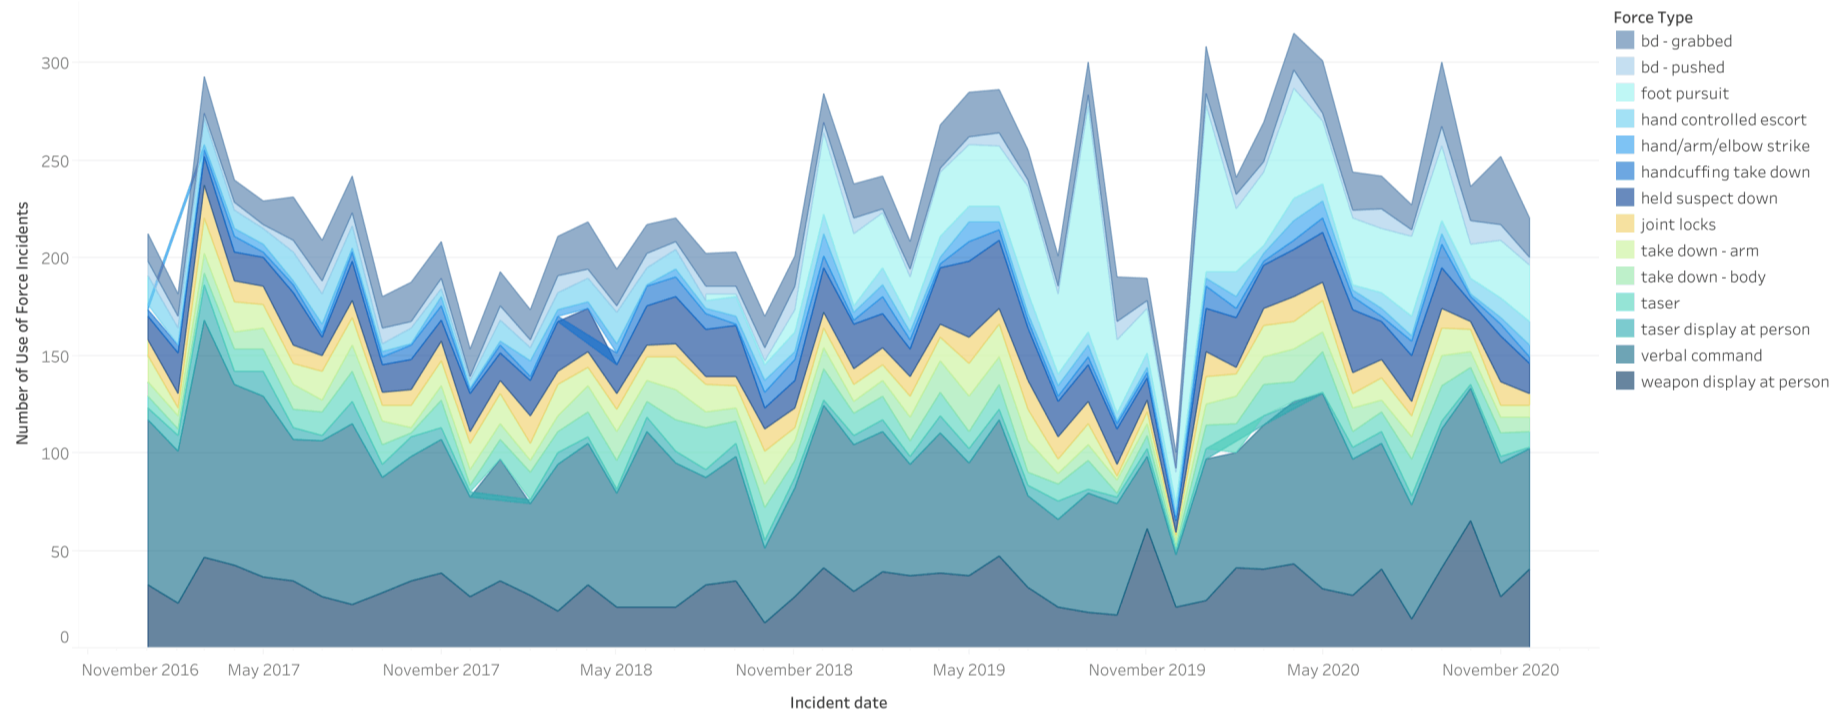 Force Type
bd - grabbed
bd - pushed
foot pursuit
hand controlled escort
hand/arm/elbow strike
handcuffing take down
held suspect down
joint locks
take down - arm
take down - body
taser
taser display at person
verbal command
weapon display at person
Number of Use of Force Incidents
300
250
200
150
100
50
0
November 2016 May 2017 November 2017 May 2018 November 2018 May 2019 November 2019 May 2020 November 2020
Incident date